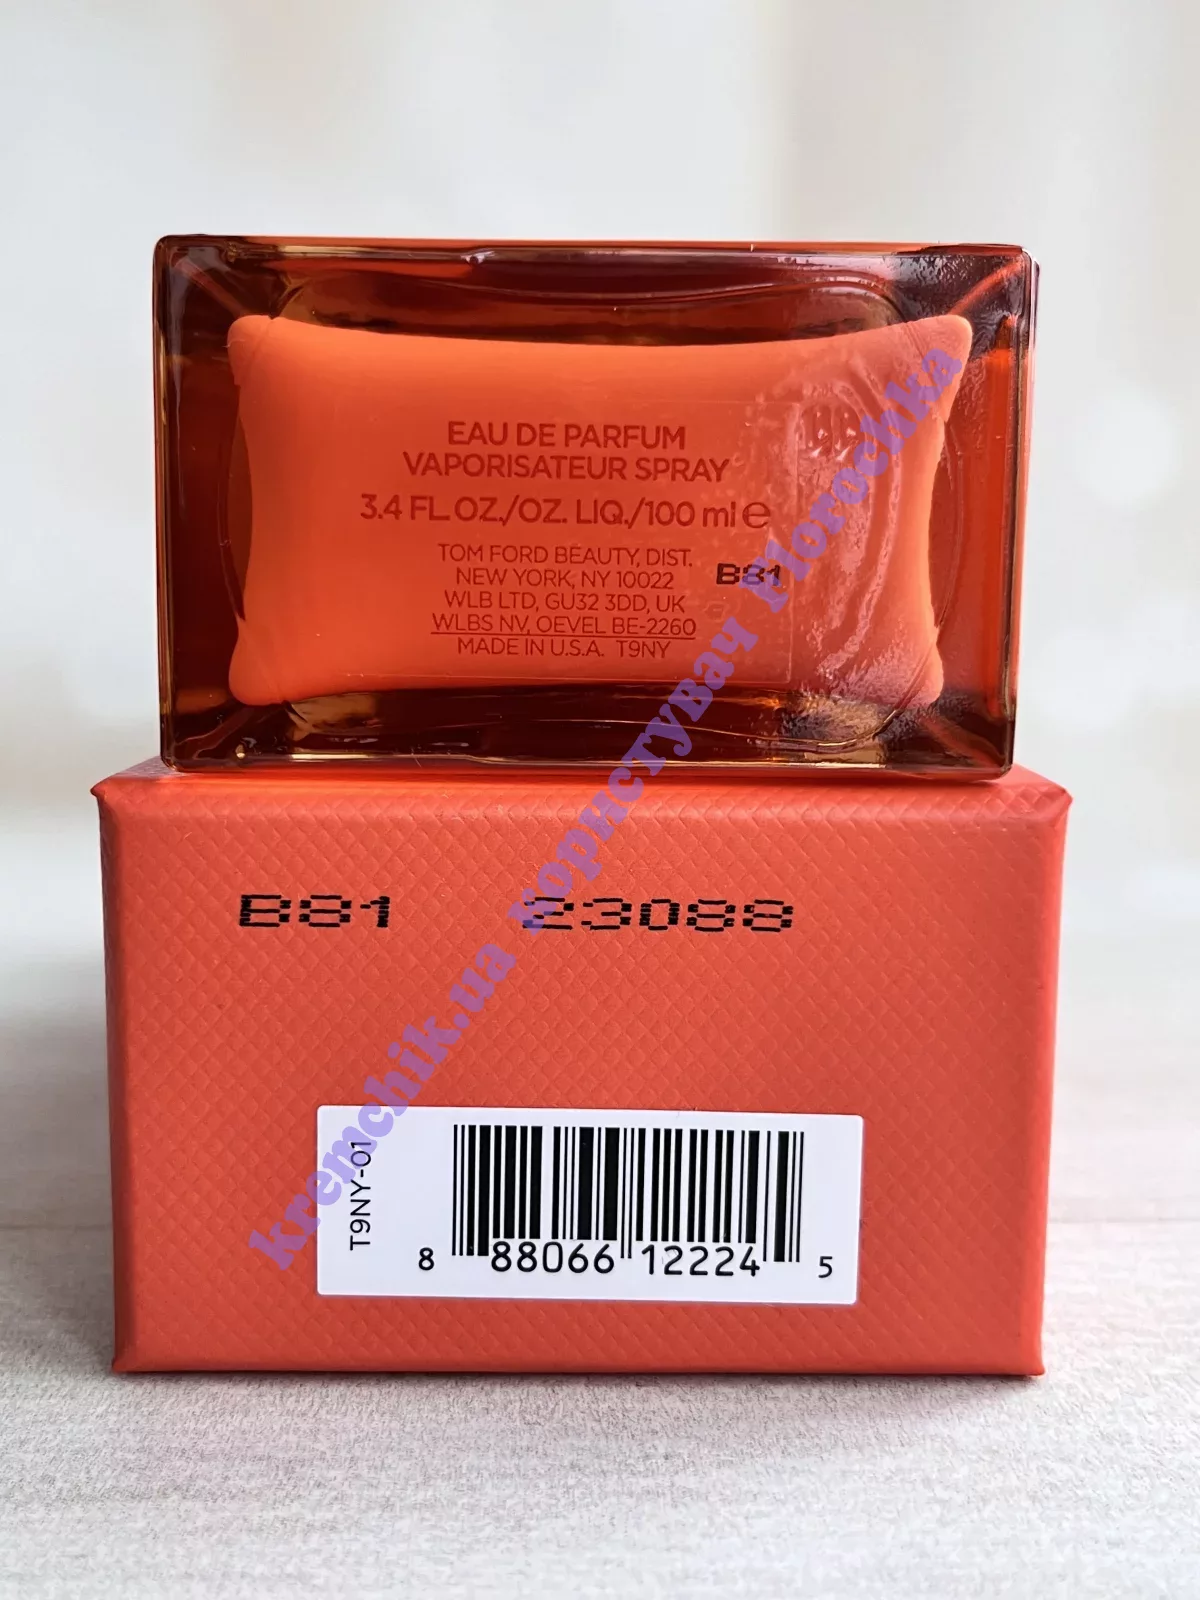 EAU DE PARFUM
VAPORISATEUR SPRAY
3.4 FL OZ./OZ. LIQ./100 ml e
TOM FORD BEAUTY, DIST.
NEW YORK, NY 10022
WLB LTD, GU32 3DD, UK
WLBS NV, OEVEL BE-2260
MADE IN U.S.A. T9NY
B81
B81 23088
T9NY-01
8 88066 12224 5
kremchik.ua користувач Florochka